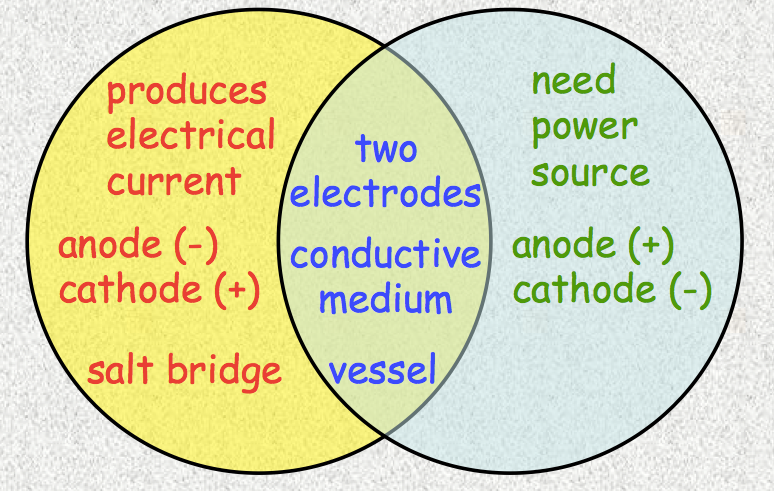 produces
electrical
current
anode (-)
cathode (+)
salt bridge
two
electrodes
conductive
medium
vessel
need
power
source
anode (+)
cathode (-)